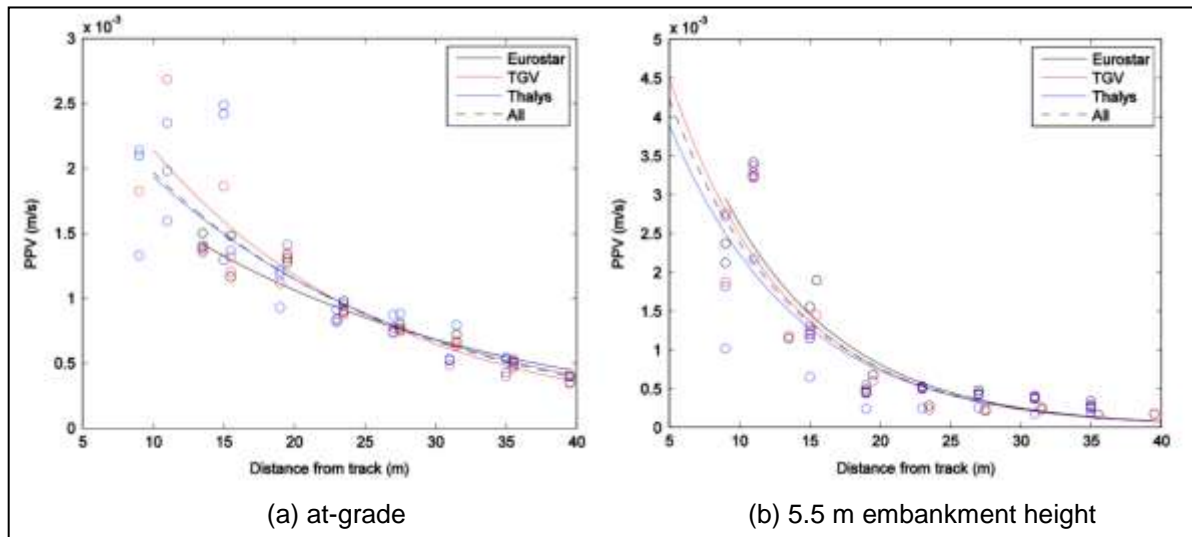 x 10⁻³
3
2.5
2
1.5
1
0.5
0
PPV (m/s)
5 10 15 20 25 30 35 40
Distance from track (m)
Eurostar
TGV
Thalys
All
(a) at-grade
x 10⁻³
5
4.5
4
3.5
3
2.5
2
1.5
1
0.5
0
PPV (m/s)
5 10 15 20 25 30 35 40
Distance from track (m)
Eurostar
TGV
Thalys
All
(b) 5.5 m embankment height